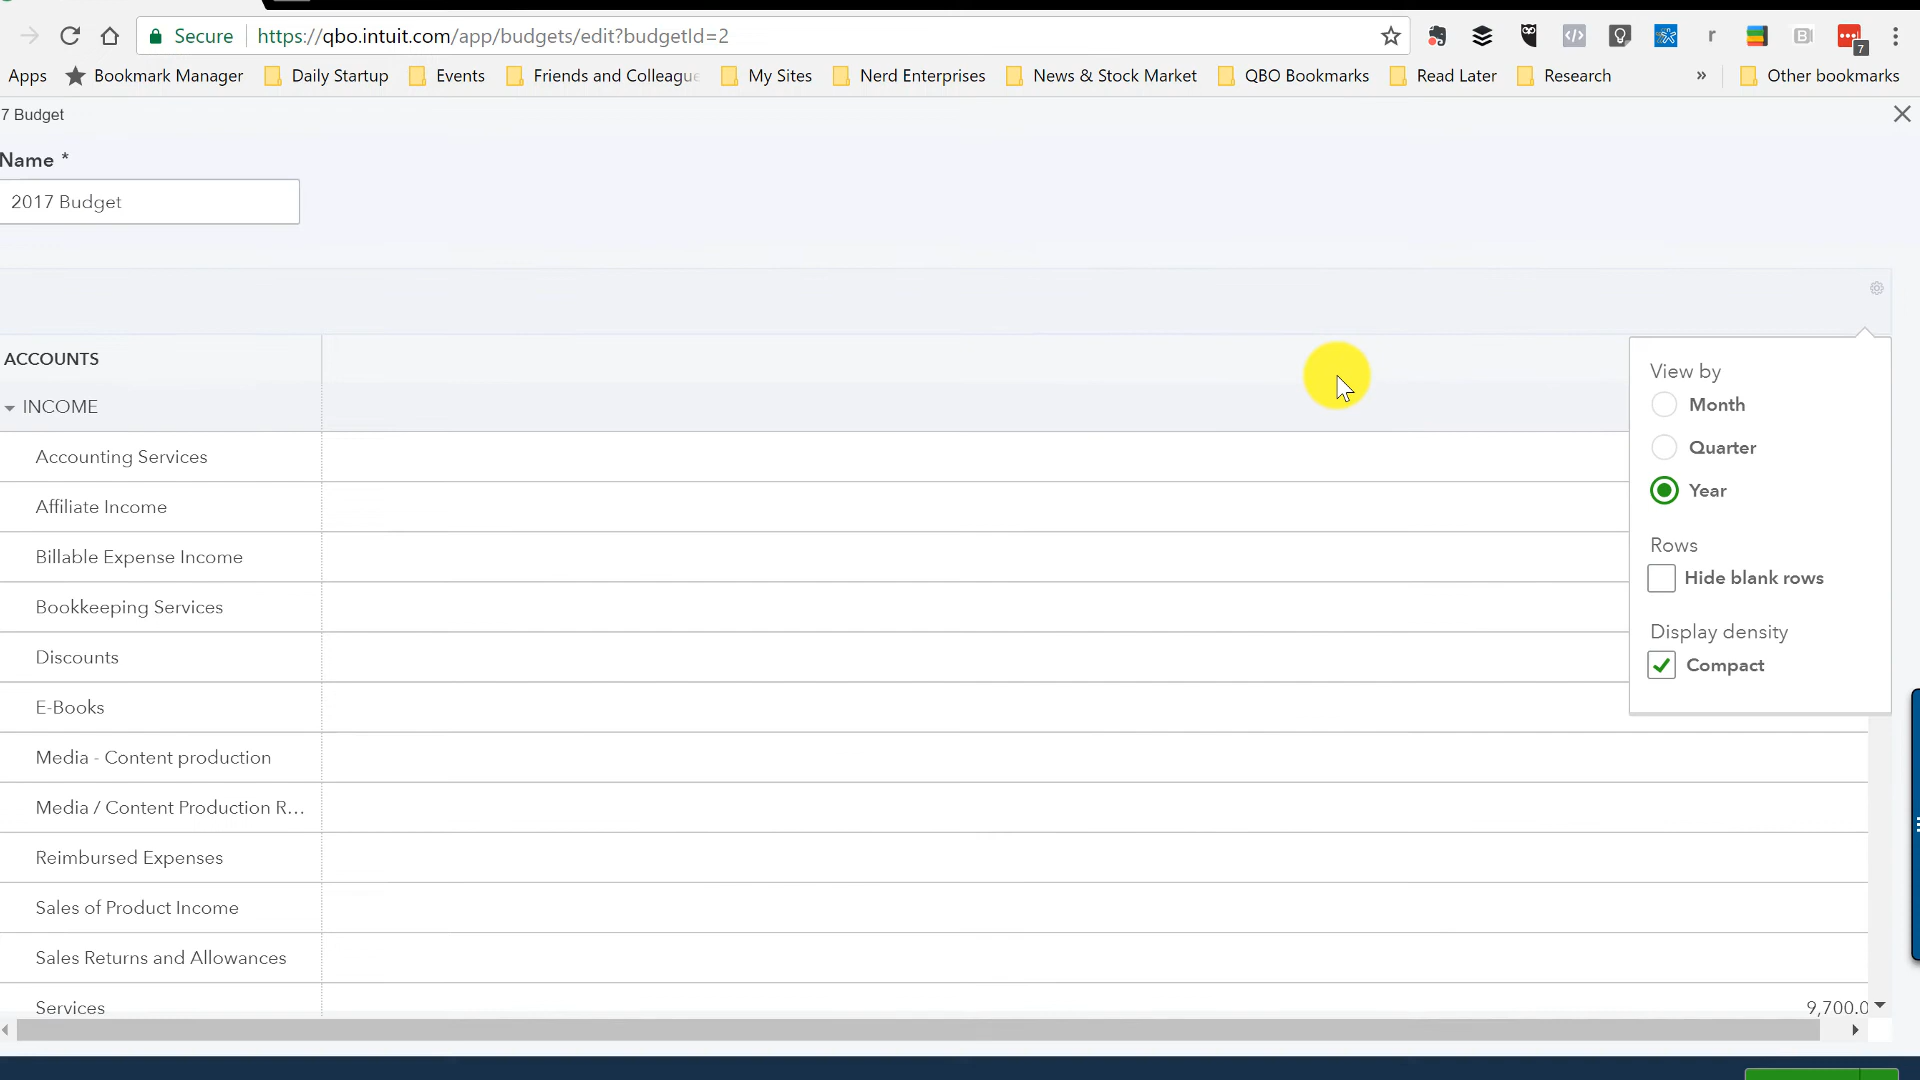 Secure https://qbo.intuit.com/app/budgets/edit?budgetId=2 r B 7
Apps Bookmark Manager Daily Startup Events Friends and Colleague My Sites Nerd Enterprises News & Stock Market QBO Bookmarks Read Later Research » Other bookmarks
7 Budget
Name *
2017 Budget
ACCOUNTS
INCOME
Accounting Services
Affiliate Income
Billable Expense Income
Bookkeeping Services
Discounts
E-Books
Media - Content production
Media / Content Production R...
Reimbursed Expenses
Sales of Product Income
Sales Returns and Allowances
Services 9,700.0
View by
Month
Quarter
Year
Rows
Hide blank rows
Display density
Compact